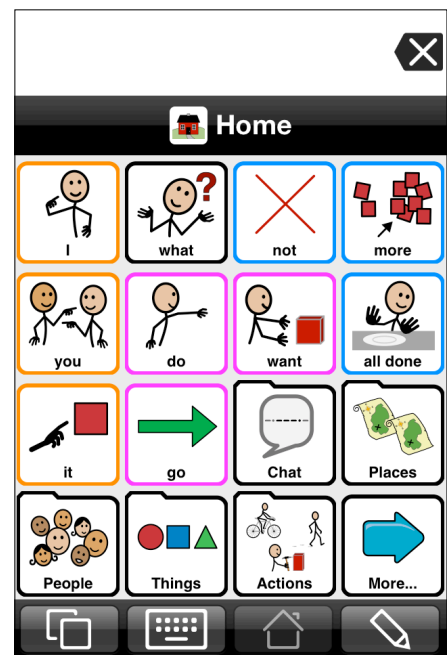 Home
I
what
?
not
more
you
do
want
all done
it
go
Chat
Places
People
Things
Actions
More...